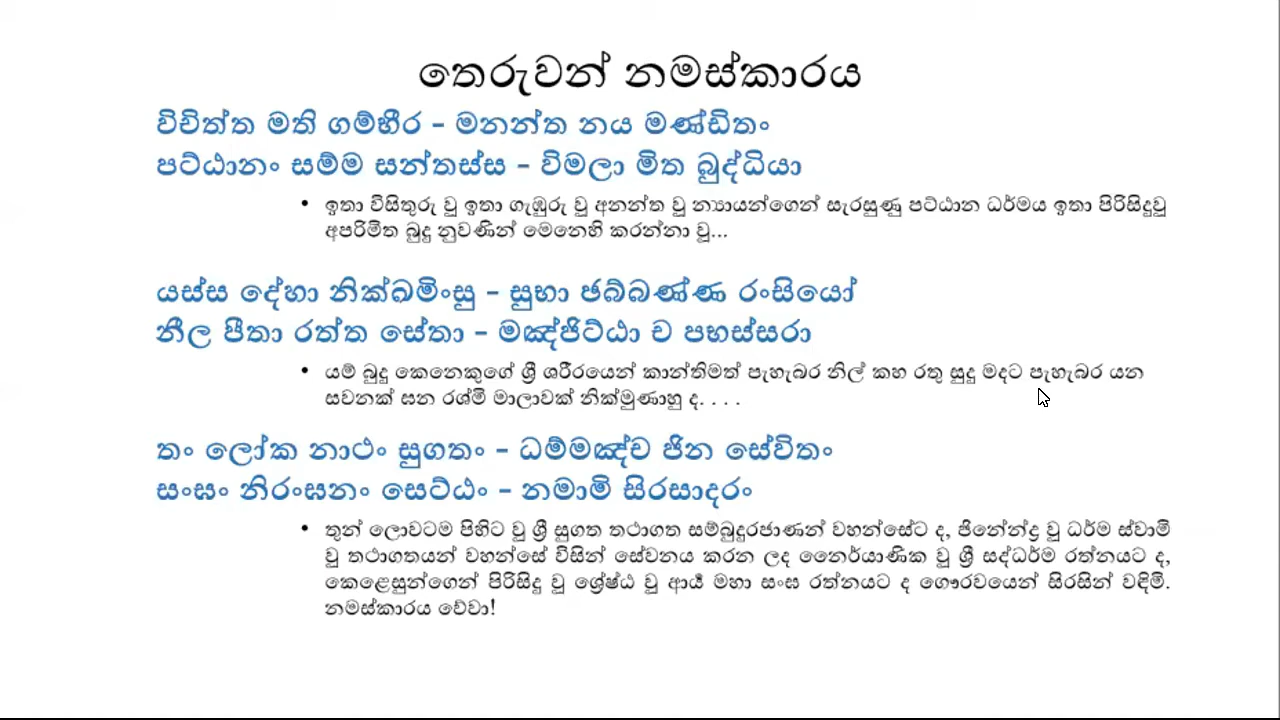 තෙරුවන් නමස්කාරය
විචිත්ත මති ගම්භීර – මනන්ත නය මණ්ඩිතං
පට්ඨානං සම්ම සන්තස්ස – විමලා මිත බුද්ධියා
• ඉතා විසිතුරු වූ ඉතා ගැඹුරු වූ අනන්ත වූ න්‍යායන්ගෙන් සැරසුණු පට්ඨාන ධර්මය ඉතා පිරිසිදුවූ
අපරිමිත බුදු නුවණින් මෙනෙහි කරන්නා වූ...
යස්ස දේහා නික්ඛමිංසු – සුභා ඡබ්බණ්ණ රංසියෝ
නීල පීතා රත්ත සේතා – මඤ්ජිට්ඨා ච පභස්සරා
• යම් බුදු කෙනෙකුගේ ශ්‍රී ශරීරයෙන් කාන්තිමත් පැහැබර නිල් කහ රතු සුදු මදට පැහැබර යන
සවනක් ඝන රශ්මි මාලාවක් නික්මුණාහු ද. . . .
තං ලෝක නාථං සුගතං – ධම්මඤ්ච ජින සේවිතං
සංඝං නිරංඝනං සෙට්ඨං – නමාමි සිරසාදරං
• තුන් ලොවටම පිහිට වූ ශ්‍රී සුගත තථාගත සම්බුදුරජාණන් වහන්සේට ද, ජිනේන්ද්‍ර වූ ධර්ම ස්වාමි
වූ තථාගතයන් වහන්සේ විසින් සේවනය කරන ලද නෛර්යාණික වූ ශ්‍රී සද්ධර්ම රත්නයට ද,
කෙළෙසුන්ගෙන් පිරිසිදු වූ ශ්‍රේෂ්ඨ වූ ආර්‍ය මහා සංඝ රත්නයට ද ගෞරවයෙන් සිරසින් වඳිමි.
නමස්කාරය වේවා!